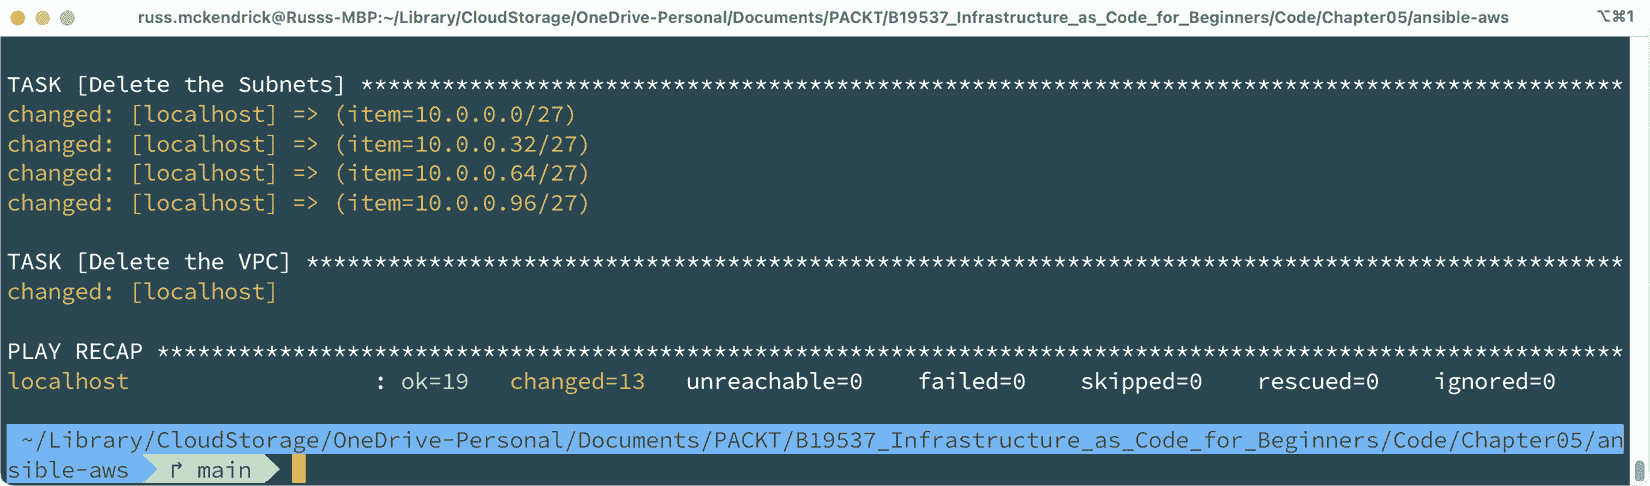 russ.mckendrick@Russs-MBP:~/Library/CloudStorage/OneDrive-Personal/Documents/PACKT/B19537_Infrastructure_as_Code_for_Beginners/Code/Chapter05/ansible-aws ⌥⌘1
TASK [Delete the Subnets] *********************************************************************************************
changed: [localhost] => (item=10.0.0.0/27)
changed: [localhost] => (item=10.0.0.32/27)
changed: [localhost] => (item=10.0.0.64/27)
changed: [localhost] => (item=10.0.0.96/27)
TASK [Delete the VPC] *************************************************************************************************
changed: [localhost]
PLAY RECAP ************************************************************************************************************
localhost : ok=19 changed=13 unreachable=0 failed=0 skipped=0 rescued=0 ignored=0
~/Library/CloudStorage/OneDrive-Personal/Documents/PACKT/B19537_Infrastructure_as_Code_for_Beginners/Code/Chapter05/an
sible-aws main